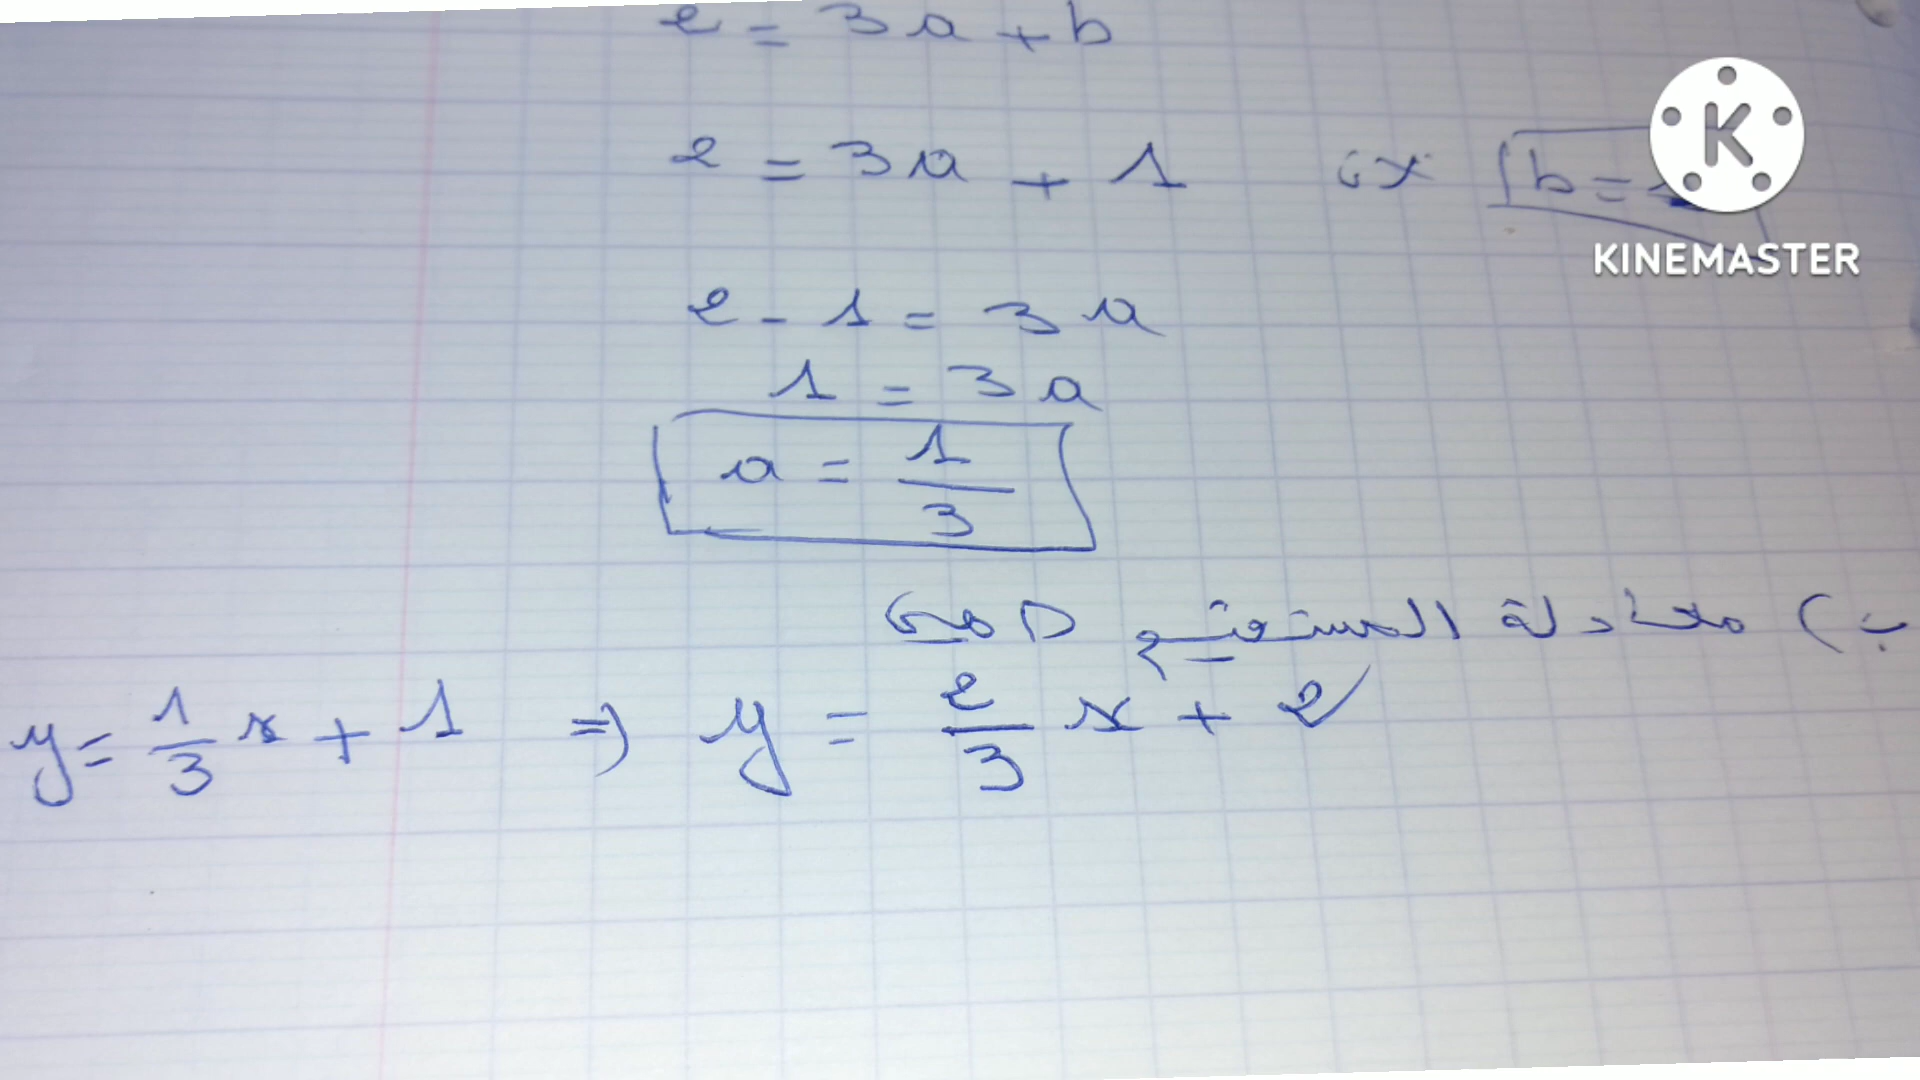 2 = 3a + b
2 = 3a + 1 لأن b =
K
KINEMASTER
2 - 1 = 3a
1 = 3a
a = 1/3
ب) معادلة المستقيم (D) هي
y = 1/3 x + 1 ⇒ y = 2/3 x + 2